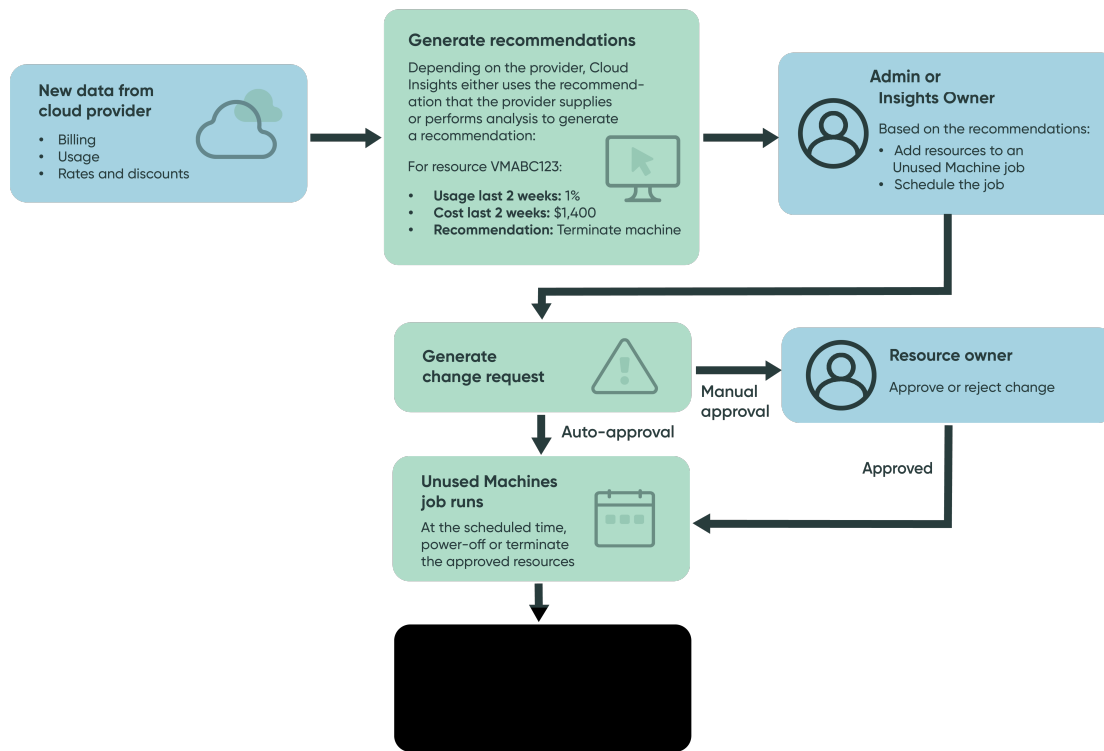 New data from
cloud provider
• Billing
• Usage
• Rates and discounts
Generate recommendations
Depending on the provider, Cloud
Insights either uses the recommend-
ation that the provider supplies
or performs analysis to generate
a recommendation:
For resource VMABC123:
• Usage last 2 weeks: 1%
• Cost last 2 weeks: $1,400
• Recommendation: Terminate machine
Admin or
Insights Owner
Based on the recommendations:
• Add resources to an
Unused Machine job
• Schedule the job
Generate
change request
Manual
approval
Resource owner
Approve or reject change
Auto-approval
Approved
Unused Machines
job runs
At the scheduled time,
power-off or terminate
the approved resources